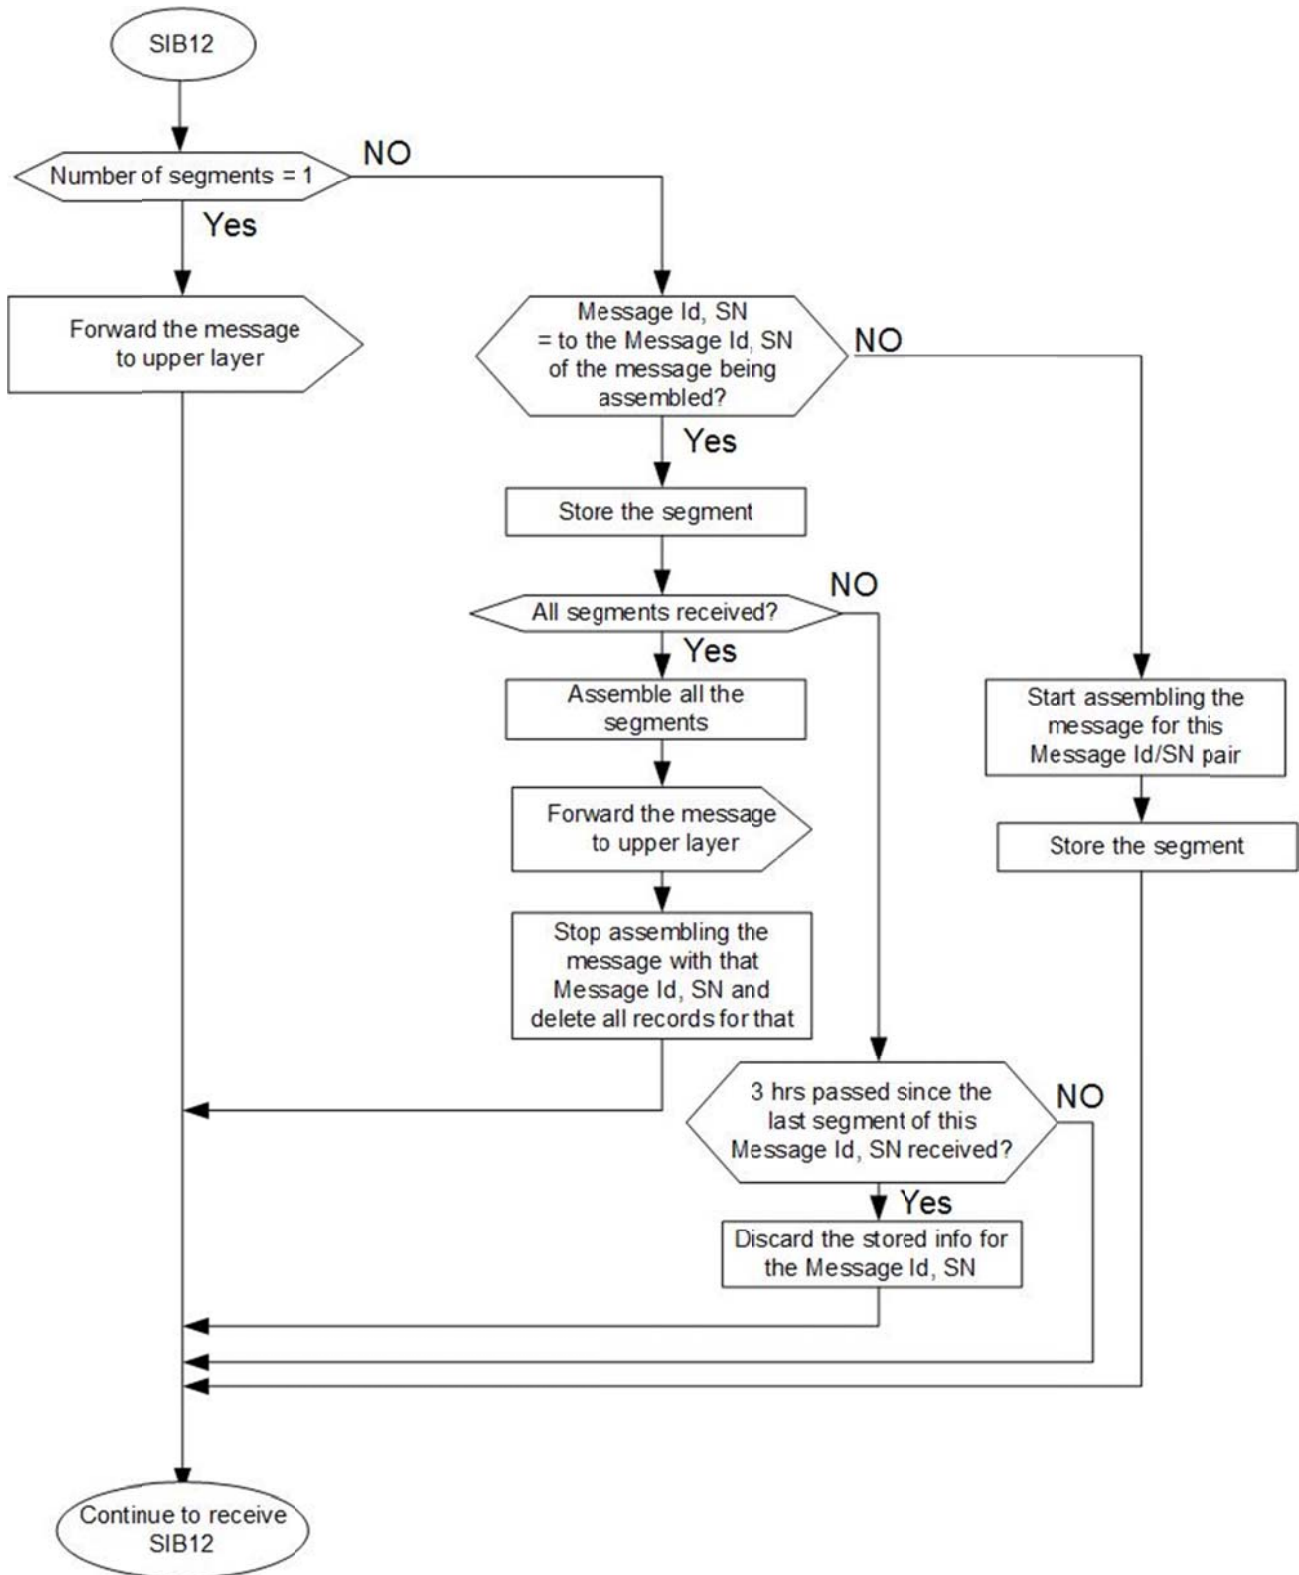 SIB12
NO
Number of segments = 1
Yes
Forward the message
to upper layer
Message Id, SN
= to the Message Id, SN
of the message being
assembled?
NO
Yes
Store the segment
NO
All segments received?
Yes
Assemble all the
segments
Start assembling the
message for this
Message Id/SN pair
Forward the message
to upper layer
Store the segment
Stop assembling the
message with that
Message Id, SN and
delete all records for that
3 hrs passed since the
last segment of this
Message Id, SN received?
NO
Yes
Discard the stored info for
the Message Id, SN
Continue to receive
SIB12